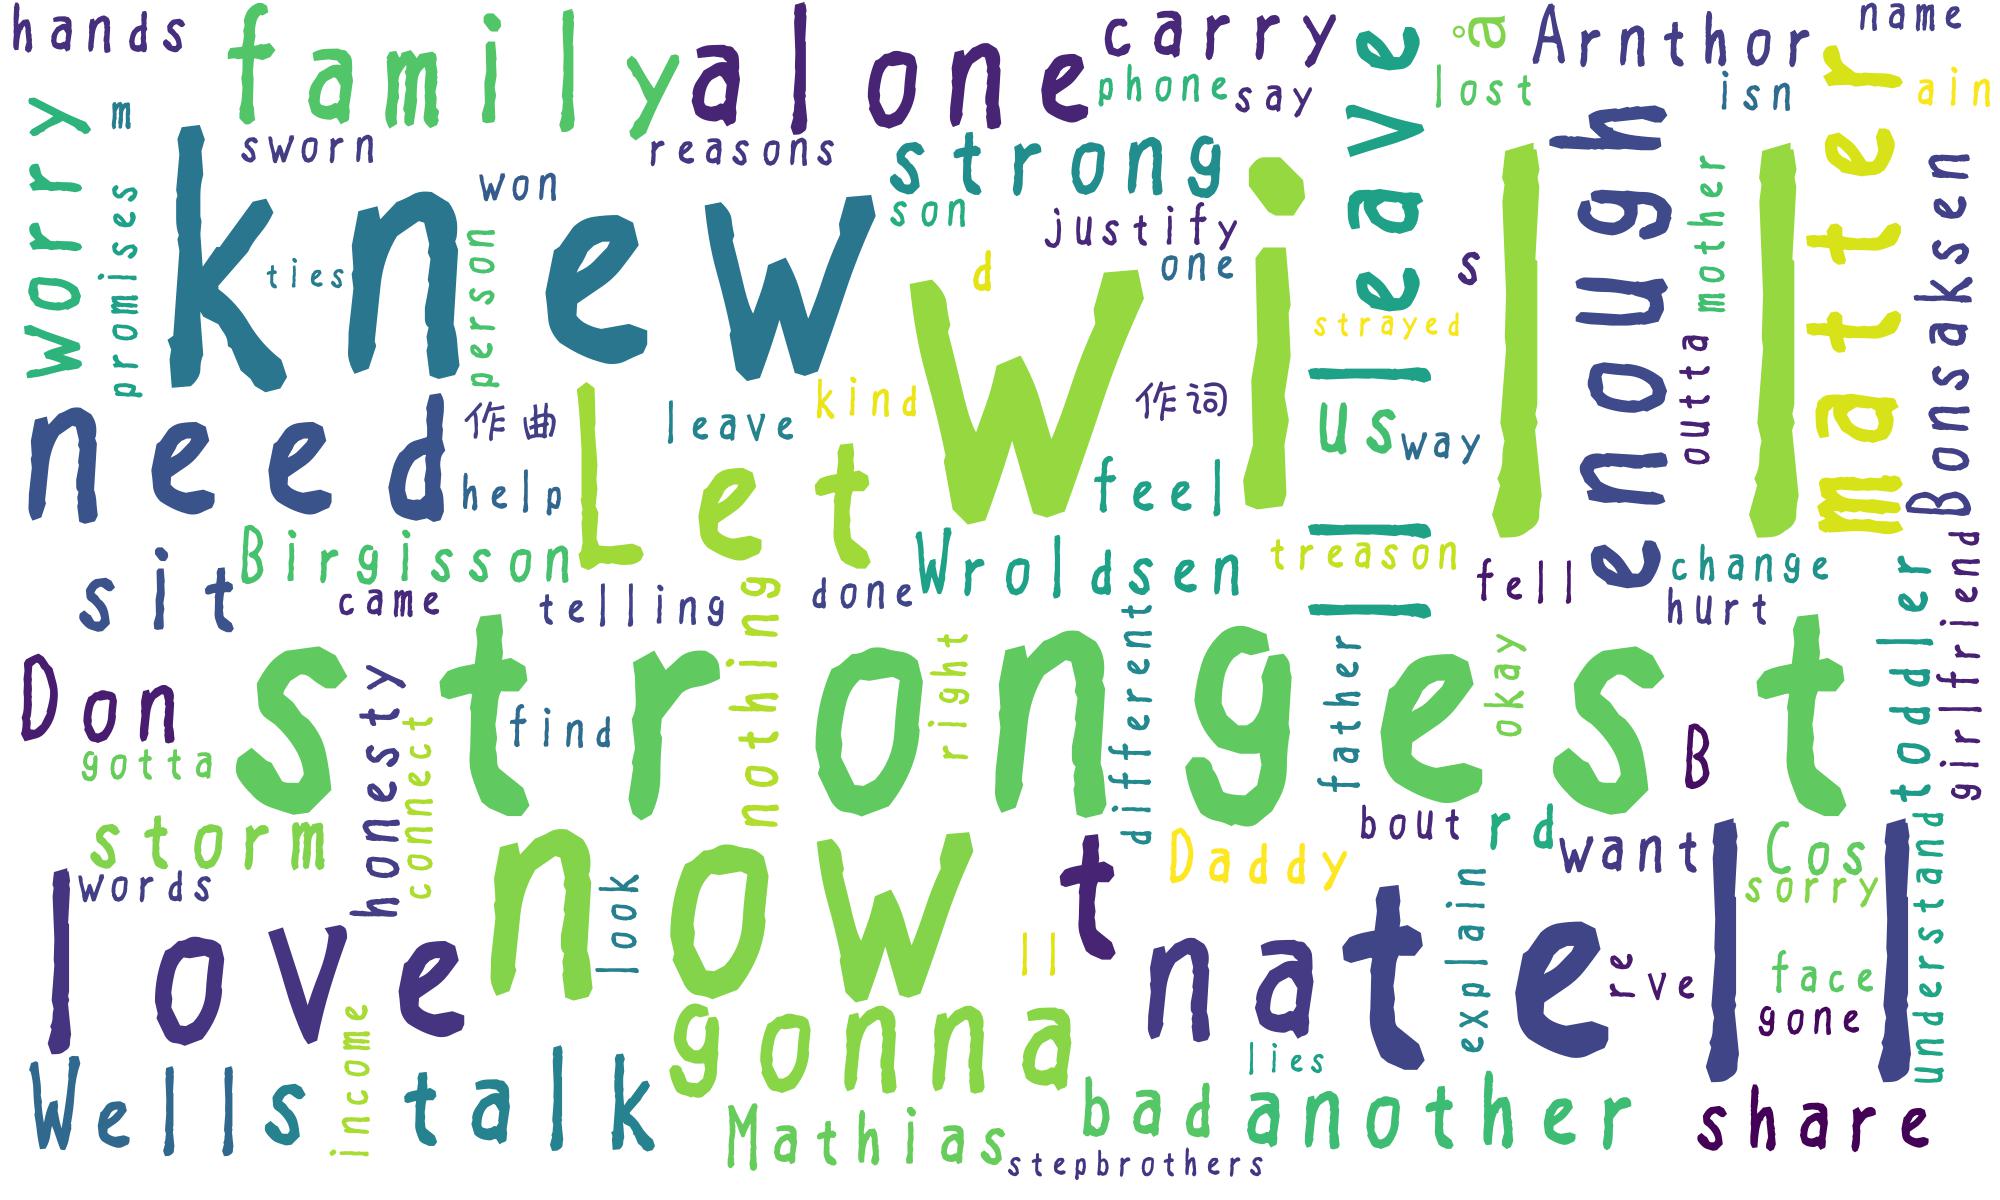 hands
family
alone
carry
phone
say
leave
å
lost
Arnthor
name
isn
ain
worry
m
promises
sworn
knew
ties
won
person
reasons
strong
son
justify
one
d
Will
s
strayed
enough
mother
outta
matter
Bonsaksen
need
作曲
help
Let
leave
kind
作词
feel
I'll
us
way
sit
Birgisson
came
telling
nothing
done
Wroldsen
treason
fell
change
hurt
toddler
girlfriend
Don
gotta
strongest
honesty
connect
find
right
different
father
okay
B
storm
words
love
now
look
t
ll
Daddy
bout
rd
want
Cos
sorry
understand
natell
explain
re
ve
face
gone
income
Wells
talk
gonna
Mathias
stepbrothers
lies
bad
another
share